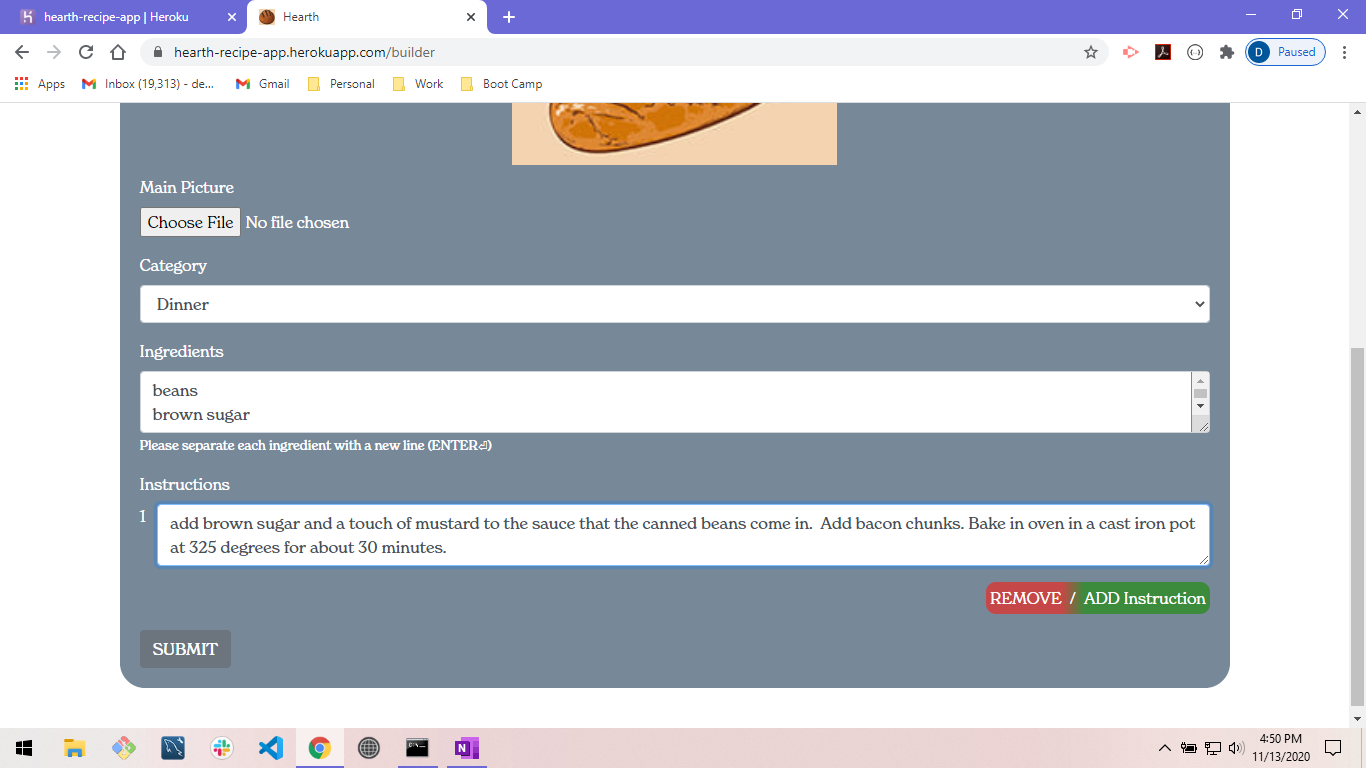 hearth-recipe-app | Heroku
Hearth
hearth-recipe-app.herokuapp.com/builder
D Paused
Apps
Inbox (19,313) - de...
Gmail
Personal
Work
Boot Camp
Main Picture
Choose File No file chosen
Category
Dinner
Ingredients
beans
brown sugar
Please separate each ingredient with a new line (ENTER⏎)
Instructions
1
add brown sugar and a touch of mustard to the sauce that the canned beans come in.  Add bacon chunks. Bake in oven in a cast iron pot
at 325 degrees for about 30 minutes.
REMOVE / ADD Instruction
SUBMIT
4:50 PM
11/13/2020